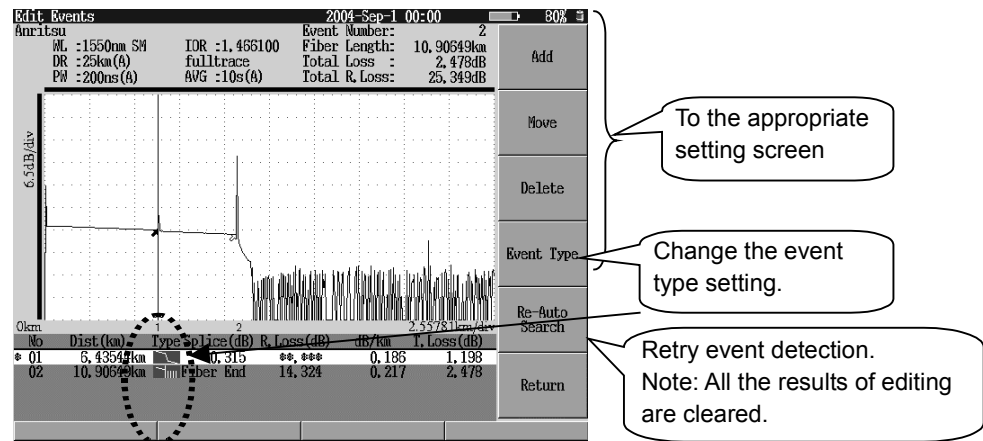 Edit Events 2004-Sep-1 00:00 80%
Anritsu Event Number: 2
WL :1550nm SM IOR :1.466100 Fiber Length: 10.90649km
DR :25km(A) fulltrace Total Loss : 2.478dB
PW :200ns(A) AVG :10s(A) Total R.Loss: 25.349dB
Add
Move
Delete
Event Type
Re-Auto
Search
Return
6.5dB/div
0km 1 2 2.55781km/div
No Dist(km) Type Splice(dB) R.Loss(dB) dB/km T.Loss(dB)
* 01 0.315 **.*** 0.186 1.198
02 Fiber End 14.324 0.217 2.478
To the appropriate
setting screen
Change the event
type setting.
Retry event detection.
Note: All the results of editing
are cleared.